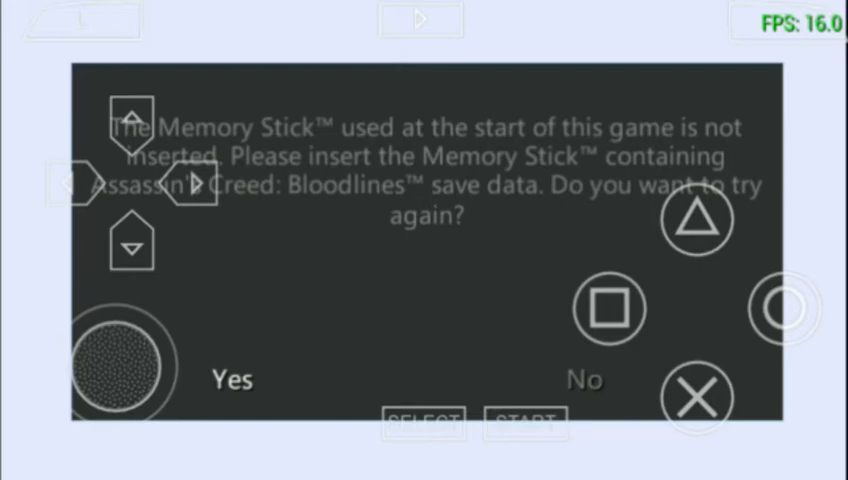 L
FPS: 16.0
The Memory Stick™ used at the start of this game is not
inserted. Please insert the Memory Stick™ containing
Assassin's Creed: Bloodlines™ save data. Do you want to try
again?
Yes
No
SELECT
START